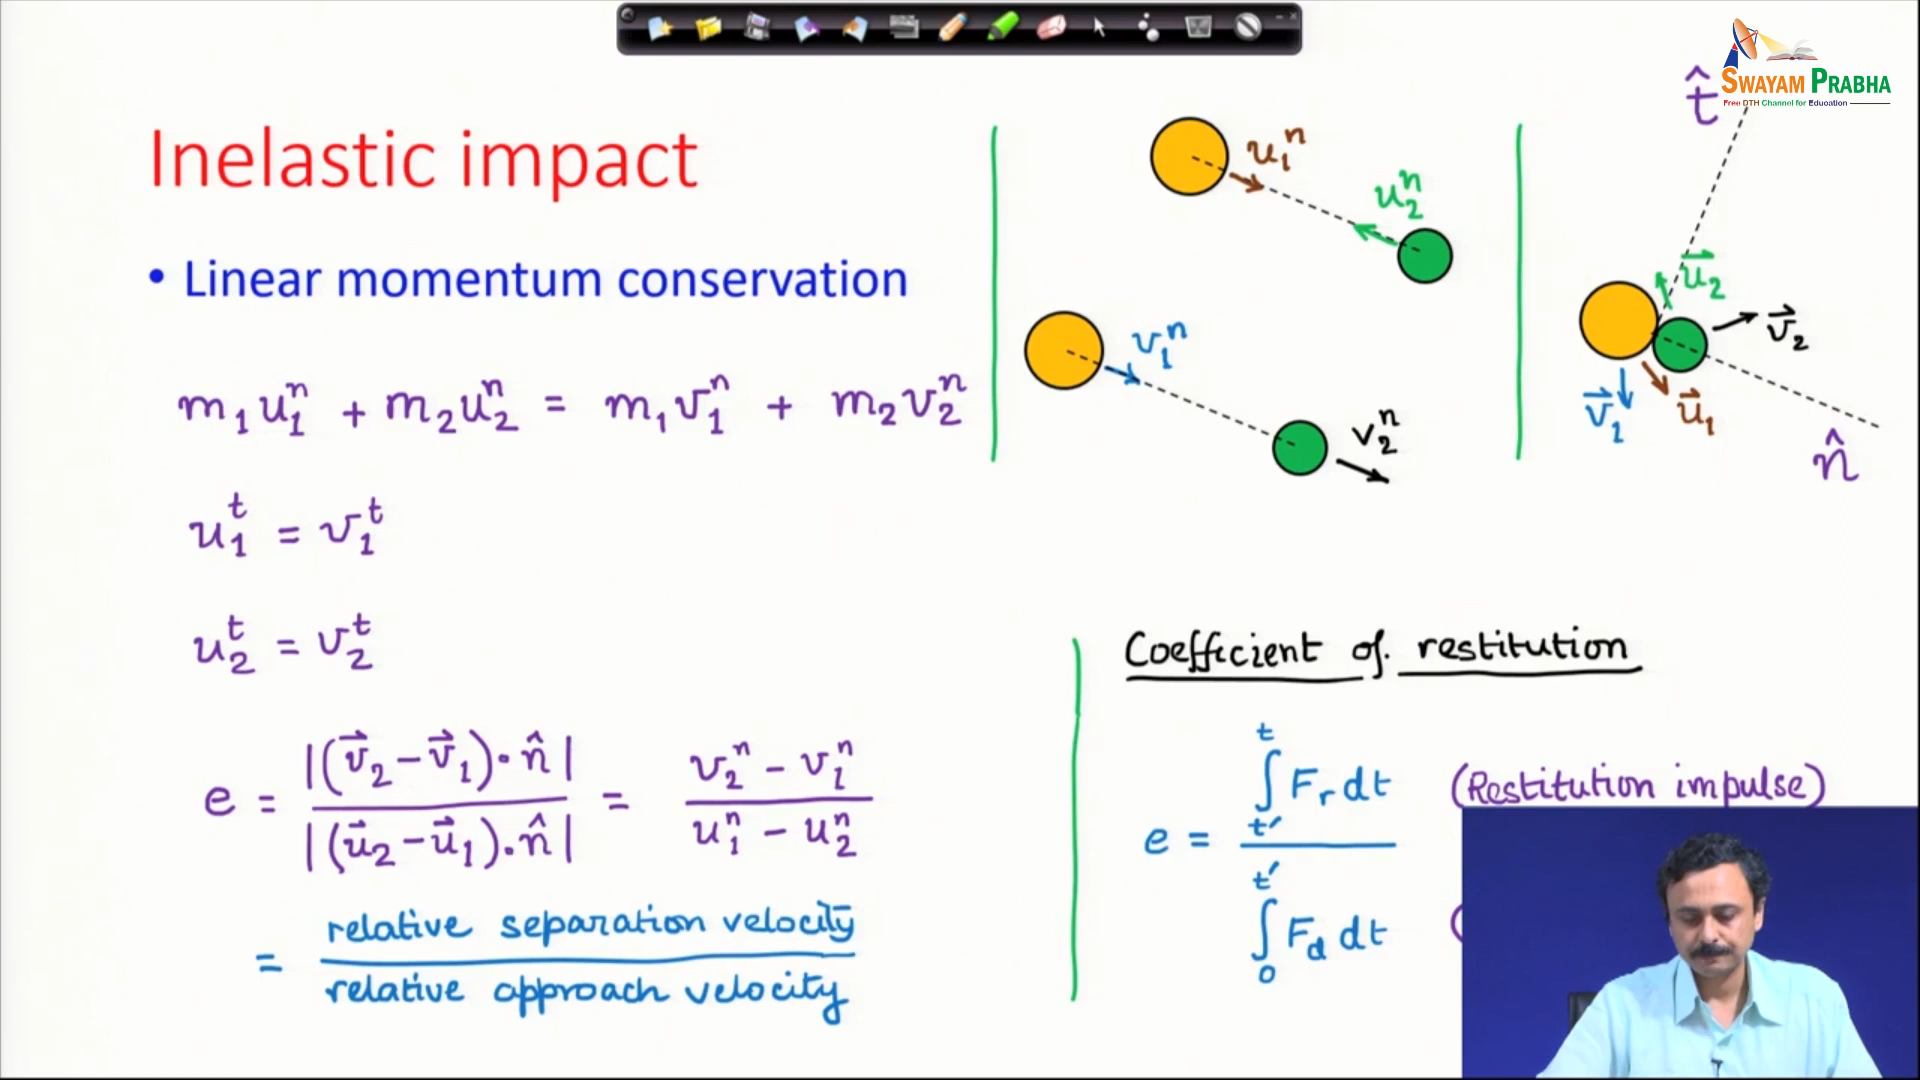 SWAYAM PRABHA
Free DTH Channel for Education
Inelastic impact
• Linear momentum conservation
m₁u₁ⁿ + m₂u₂ⁿ = m₁v₁ⁿ + m₂v₂ⁿ
u₁ᵗ = v₁ᵗ
u₂ᵗ = v₂ᵗ
e = |(v⃗₂ - v⃗₁)·n̂| / |(u⃗₂ - u⃗₁)·n̂| = (v₂ⁿ - v₁ⁿ) / (u₁ⁿ - u₂ⁿ)
= relative separation velocity
relative approach velocity
u₁ⁿ
u₂ⁿ
v₁ⁿ
v₂ⁿ
t̂
u⃗₂
v⃗₂
v⃗₁
u⃗₁
n̂
Coefficient of restitution
e = ∫ₜ′ᵗ Fᵣ dt / ∫₀ᵗ′ F_d dt
(Restitution impulse)